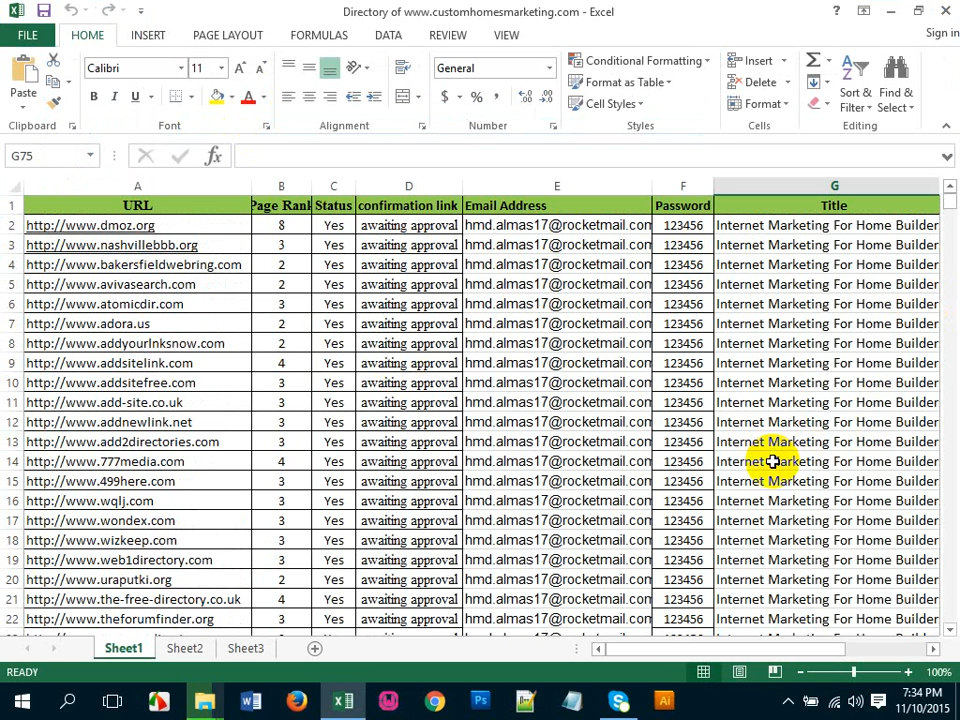 Directory of www.customhomesmarketing.com - Excel
Sign in
FILE HOME INSERT PAGE LAYOUT FORMULAS DATA REVIEW VIEW
Paste
Calibri 11
B I U
A
General
$ % ,
Conditional Formatting
Format as Table
Cell Styles
Insert
Delete
Format
Sort & Filter
Find & Select
Clipboard Font Alignment Number Styles Cells Editing
G75 fx
A B C D E F G
1 URL Page Rank Status confirmation link Email Address Password Title
2 http://www.dmoz.org 8 Yes awaiting approval hmd.almas17@rocketmail.com 123456 Internet Marketing For Home Builder
3 http://www.nashvillebbb.org 3 Yes awaiting approval hmd.almas17@rocketmail.com 123456 Internet Marketing For Home Builder
4 http://www.bakersfieldwebring.com 2 Yes awaiting approval hmd.almas17@rocketmail.com 123456 Internet Marketing For Home Builder
5 http://www.avivasearch.com 2 Yes awaiting approval hmd.almas17@rocketmail.com 123456 Internet Marketing For Home Builder
6 http://www.atomicdir.com 3 Yes awaiting approval hmd.almas17@rocketmail.com 123456 Internet Marketing For Home Builder
7 http://www.adora.us 2 Yes awaiting approval hmd.almas17@rocketmail.com 123456 Internet Marketing For Home Builder
8 http://www.addyourlnksnow.com 2 Yes awaiting approval hmd.almas17@rocketmail.com 123456 Internet Marketing For Home Builder
9 http://www.addsitelink.com 4 Yes awaiting approval hmd.almas17@rocketmail.com 123456 Internet Marketing For Home Builder
10 http://www.addsitefree.com 3 Yes awaiting approval hmd.almas17@rocketmail.com 123456 Internet Marketing For Home Builder
11 http://www.add-site.co.uk 3 Yes awaiting approval hmd.almas17@rocketmail.com 123456 Internet Marketing For Home Builder
12 http://www.addnewlink.net 3 Yes awaiting approval hmd.almas17@rocketmail.com 123456 Internet Marketing For Home Builder
13 http://www.add2directories.com 3 Yes awaiting approval hmd.almas17@rocketmail.com 123456 Internet Marketing For Home Builder
14 http://www.777media.com 4 Yes awaiting approval hmd.almas17@rocketmail.com 123456 Internet Marketing For Home Builder
15 http://www.499here.com 3 Yes awaiting approval hmd.almas17@rocketmail.com 123456 Internet Marketing For Home Builder
16 http://www.wqlj.com 3 Yes awaiting approval hmd.almas17@rocketmail.com 123456 Internet Marketing For Home Builder
17 http://www.wondex.com 3 Yes awaiting approval hmd.almas17@rocketmail.com 123456 Internet Marketing For Home Builder
18 http://www.wizkeep.com 3 Yes awaiting approval hmd.almas17@rocketmail.com 123456 Internet Marketing For Home Builder
19 http://www.web1directory.com 3 Yes awaiting approval hmd.almas17@rocketmail.com 123456 Internet Marketing For Home Builder
20 http://www.uraputki.org 2 Yes awaiting approval hmd.almas17@rocketmail.com 123456 Internet Marketing For Home Builder
21 http://www.the-free-directory.co.uk 4 Yes awaiting approval hmd.almas17@rocketmail.com 123456 Internet Marketing For Home Builder
22 http://www.theforumfinder.org 3 Yes awaiting approval hmd.almas17@rocketmail.com 123456 Internet Marketing For Home Builder
Sheet1 Sheet2 Sheet3
READY 100%
7:34 PM
11/10/2015